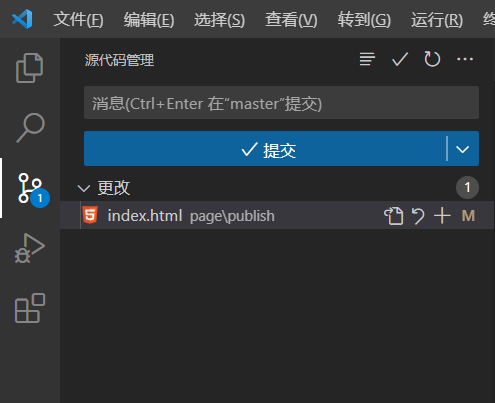 文件(F) 编辑(E) 选择(S) 查看(V) 转到(G) 运行(R)
源代码管理
消息(Ctrl+Enter 在"master"提交)
提交
更改 1
index.html page\publish M
1